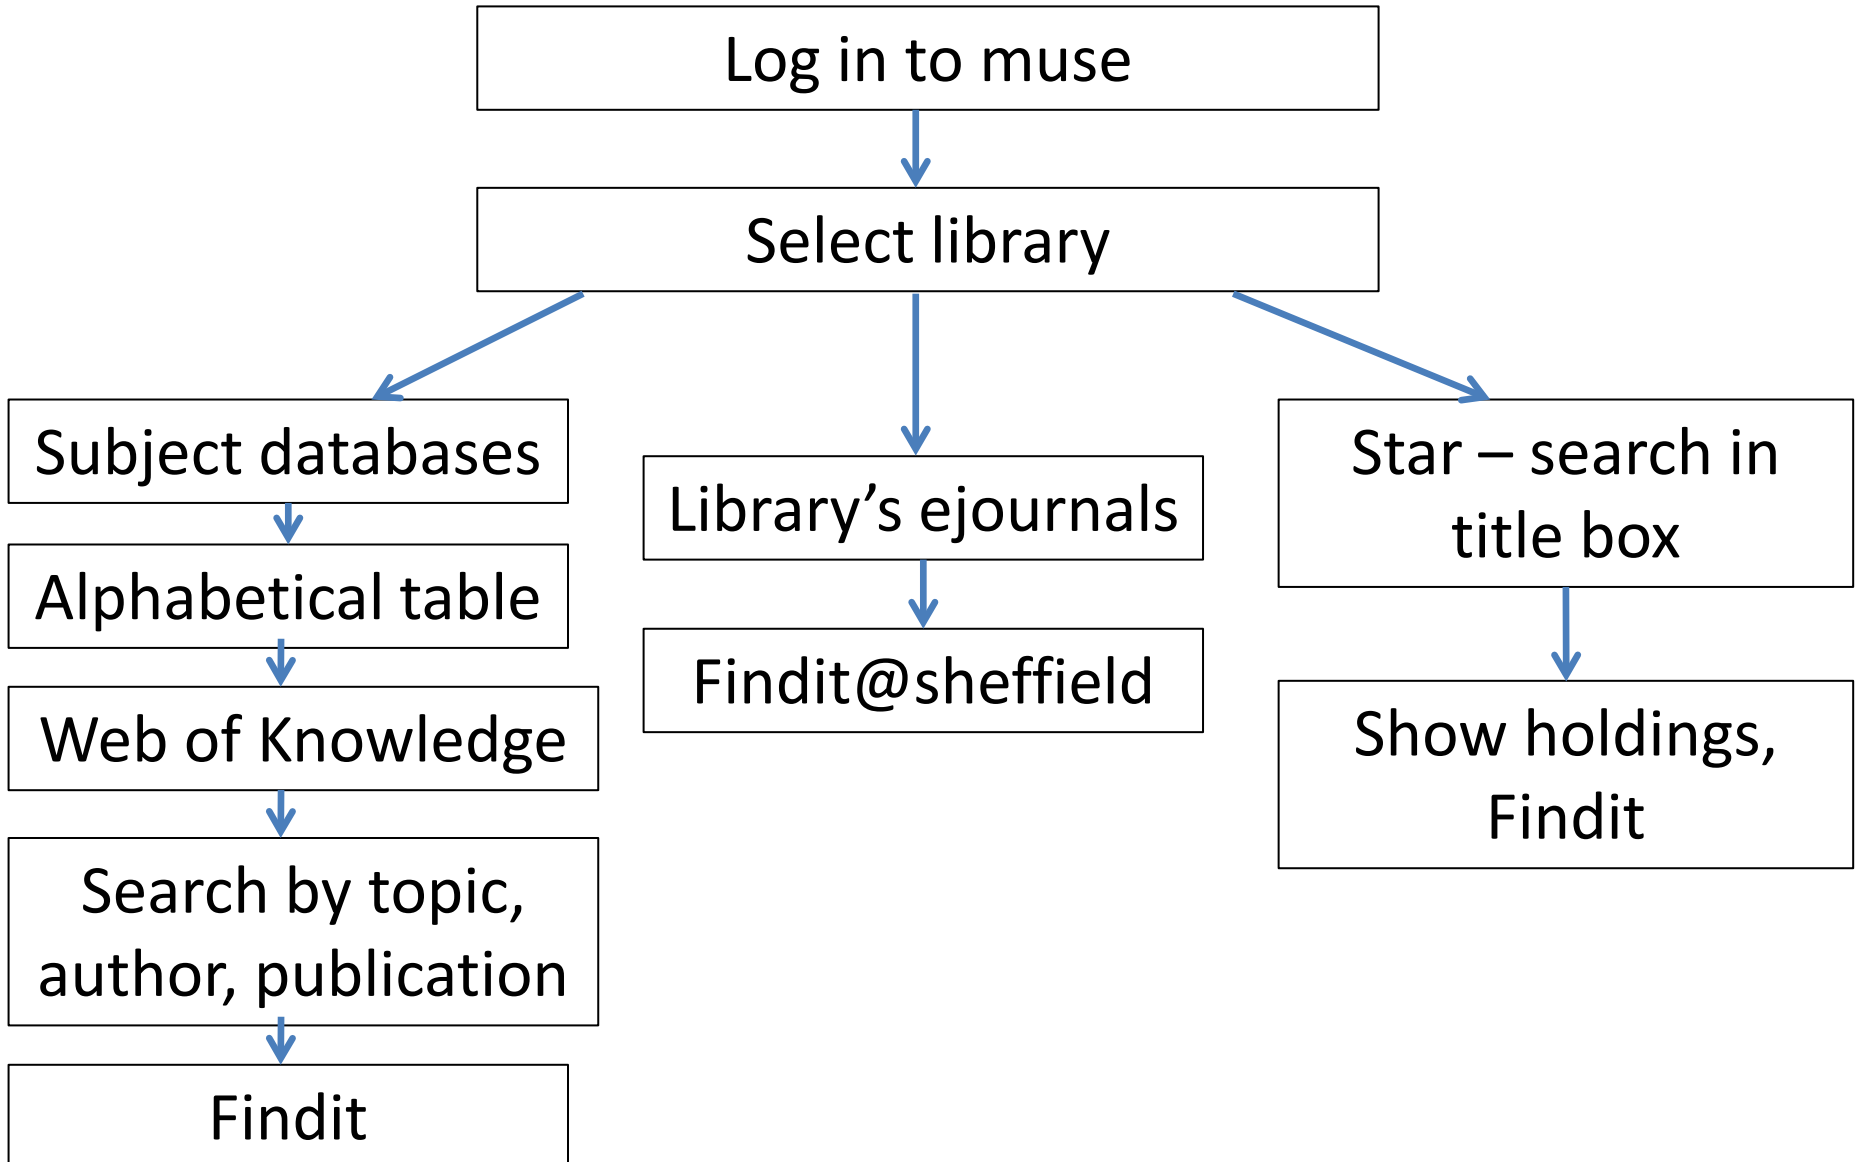 Log in to muse
Select library
Subject databases
Alphabetical table
Web of Knowledge
Search by topic,
author, publication
Findit
Library’s ejournals
Findit@sheffield
Star – search in
title box
Show holdings,
Findit